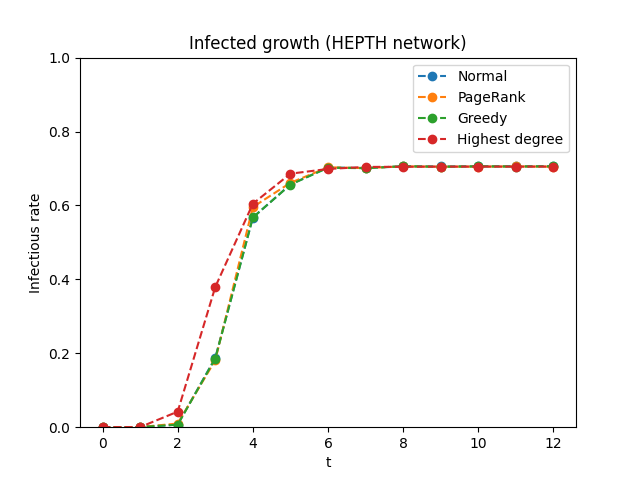 Infected growth (HEPTH network)
Normal
PageRank
Greedy
Highest degree
Infectious rate
1.0
0.8
0.6
0.4
0.2
0.0
0 2 4 6 8 10 12
t